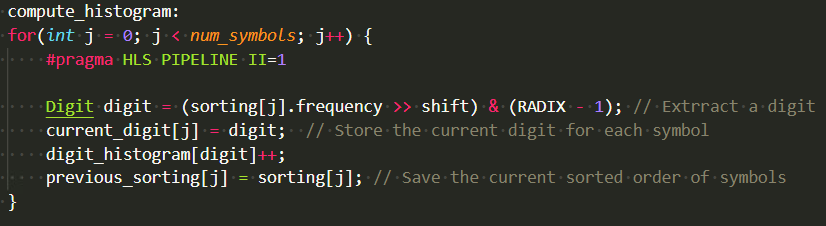 compute_histogram:
for(int j = 0; j < num_symbols; j++) {
    #pragma HLS PIPELINE II=1

    Digit digit = (sorting[j].frequency >> shift) & (RADIX - 1); // Extrract a digit
    current_digit[j] = digit;  // Store the current digit for each symbol
    digit_histogram[digit]++;
    previous_sorting[j] = sorting[j]; // Save the current sorted order of symbols
}